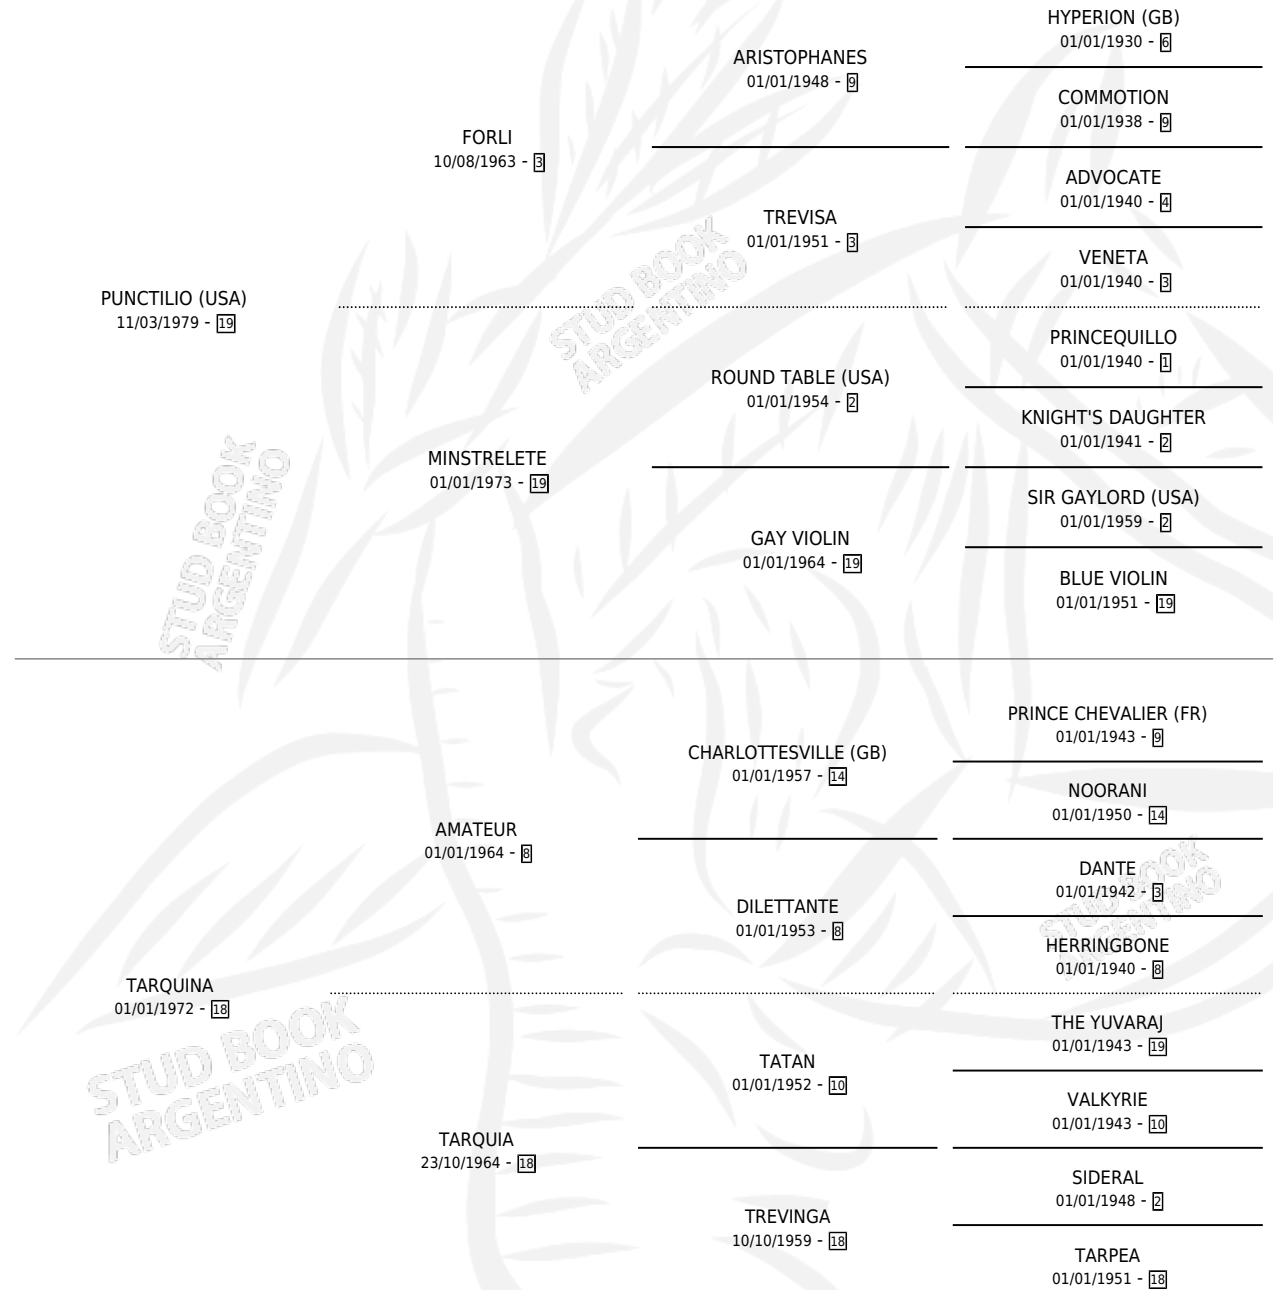 HYPERION (GB)
01/01/1930 - 6
ARISTOPHANES
01/01/1948 - 9
COMMOTION
01/01/1938 - 9
FORLI
10/08/1963 - 3
ADVOCATE
01/01/1940 - 4
TREVISA
01/01/1951 - 3
VENETA
01/01/1940 - 3
PUNCTILIO (USA)
11/03/1979 - 19
PRINCEQUILLO
01/01/1940 - 1
ROUND TABLE (USA)
01/01/1954 - 2
KNIGHT'S DAUGHTER
01/01/1941 - 2
MINSTRELETE
01/01/1973 - 19
SIR GAYLORD (USA)
01/01/1959 - 2
GAY VIOLIN
01/01/1964 - 19
BLUE VIOLIN
01/01/1951 - 19
PRINCE CHEVALIER (FR)
01/01/1943 - 9
CHARLOTTESVILLE (GB)
01/01/1957 - 14
NOORANI
01/01/1950 - 14
AMATEUR
01/01/1964 - 8
DANTE
01/01/1942 - 3
DILETTANTE
01/01/1953 - 8
HERRINGBONE
01/01/1940 - 8
TARQUINA
01/01/1972 - 18
THE YUVARAJ
01/01/1943 - 19
TATAN
01/01/1952 - 10
VALKYRIE
01/01/1943 - 10
TARQUIA
23/10/1964 - 18
SIDERAL
01/01/1948 - 2
TREVINGA
10/10/1959 - 18
TARPEA
01/01/1951 - 18
STUD BOOK
ARGENTINO
STUD BOOK
ARGENTINO
STUD BOOK
ARGENTINO
STUD BOOK
ARGENTINO